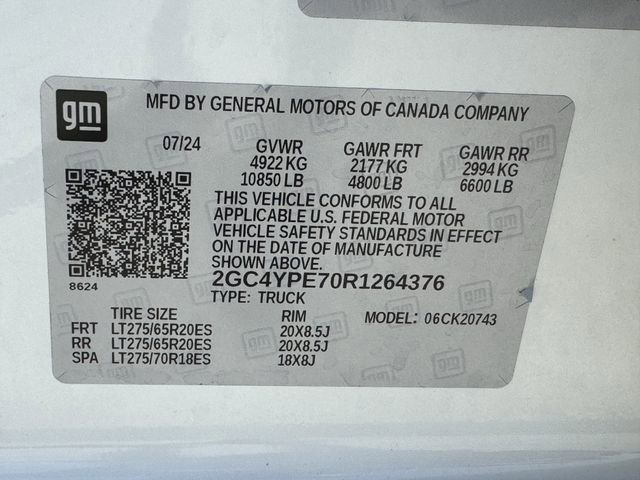 gm
MFD BY GENERAL MOTORS OF CANADA COMPANY
07/24 GVWR GAWR FRT GAWR RR
4922 KG 2177 KG 2994 KG
10850 LB 4800 LB 6600 LB
THIS VEHICLE CONFORMS TO ALL
APPLICABLE U.S. FEDERAL MOTOR
VEHICLE SAFETY STANDARDS IN EFFECT
ON THE DATE OF MANUFACTURE
SHOWN ABOVE.
8624
2GC4YPE70R1264376
TYPE: TRUCK
TIRE SIZE RIM MODEL: 06CK20743
FRT LT275/65R20ES 20X8.5J
RR LT275/65R20ES 20X8.5J
SPA LT275/70R18ES 18X8J